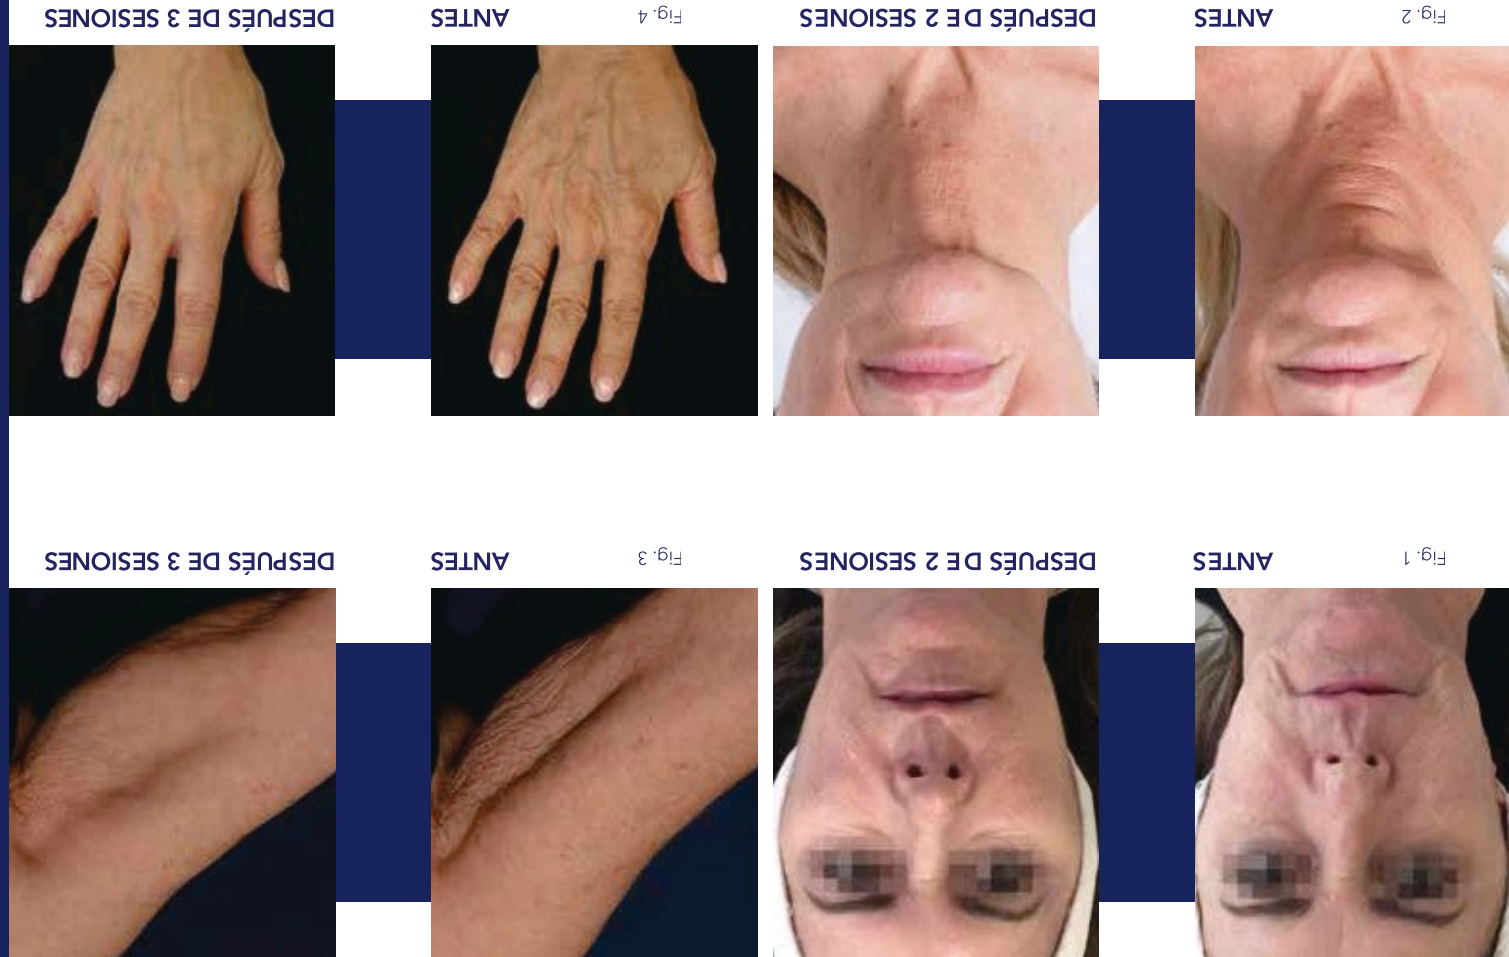 Fig. 1
ANTES
DESPUÉS DE 2 SESIONES
Fig. 3
ANTES
DESPUÉS DE 3 SESIONES
Fig. 2
ANTES
DESPUÉS DE 2 SESIONES
Fig. 4
ANTES
DESPUÉS DE 3 SESIONES